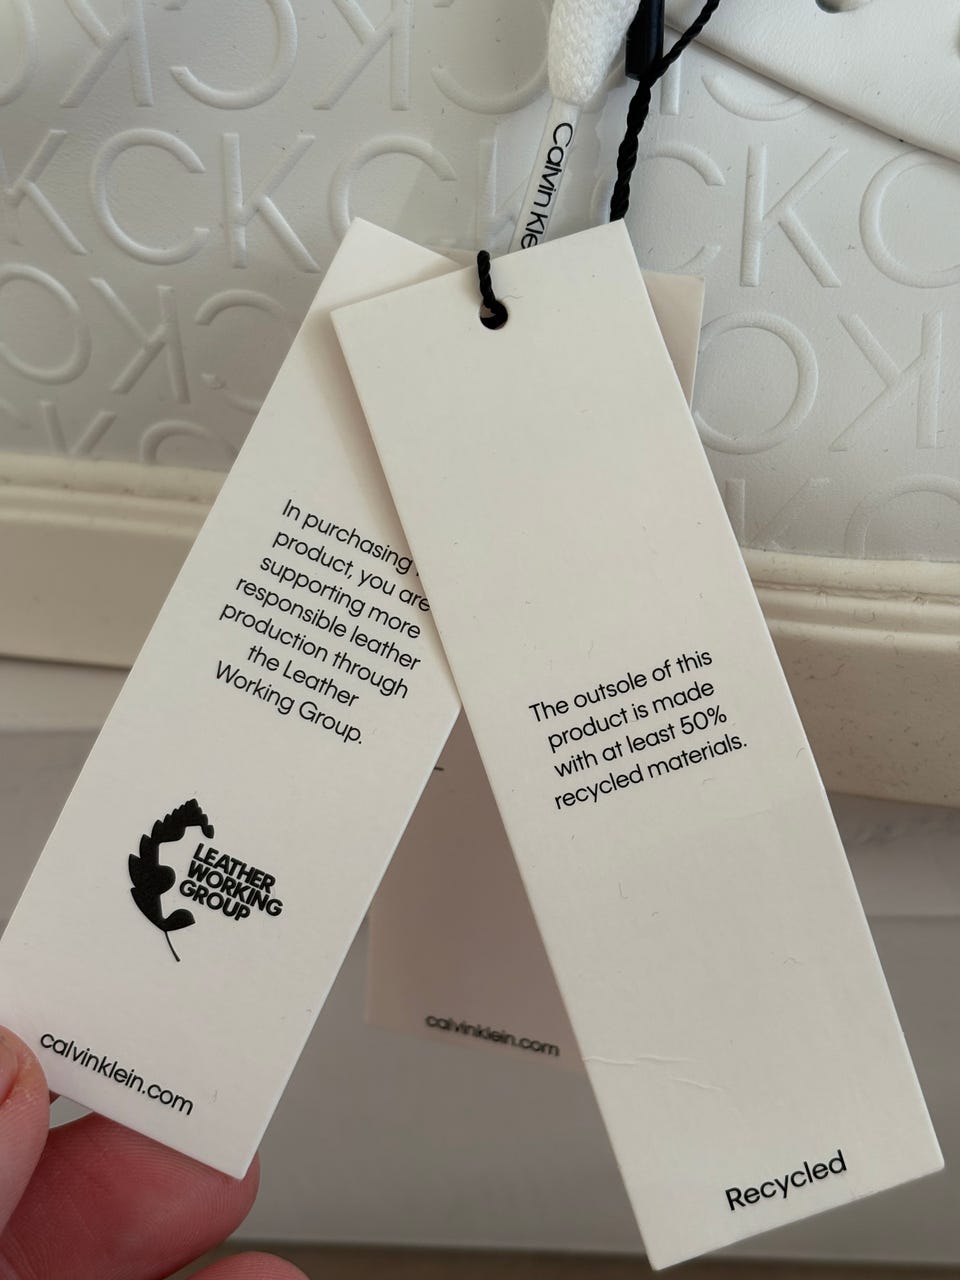 Calvin Kle
In purchasing
product, you are
supporting more
responsible leather
production through
the Leather
Working Group.
LEATHER
WORKING
GROUP
calvinklein.com
The outsole of this
product is made
with at least 50%
recycled materials.
Recycled
calvinklein.com